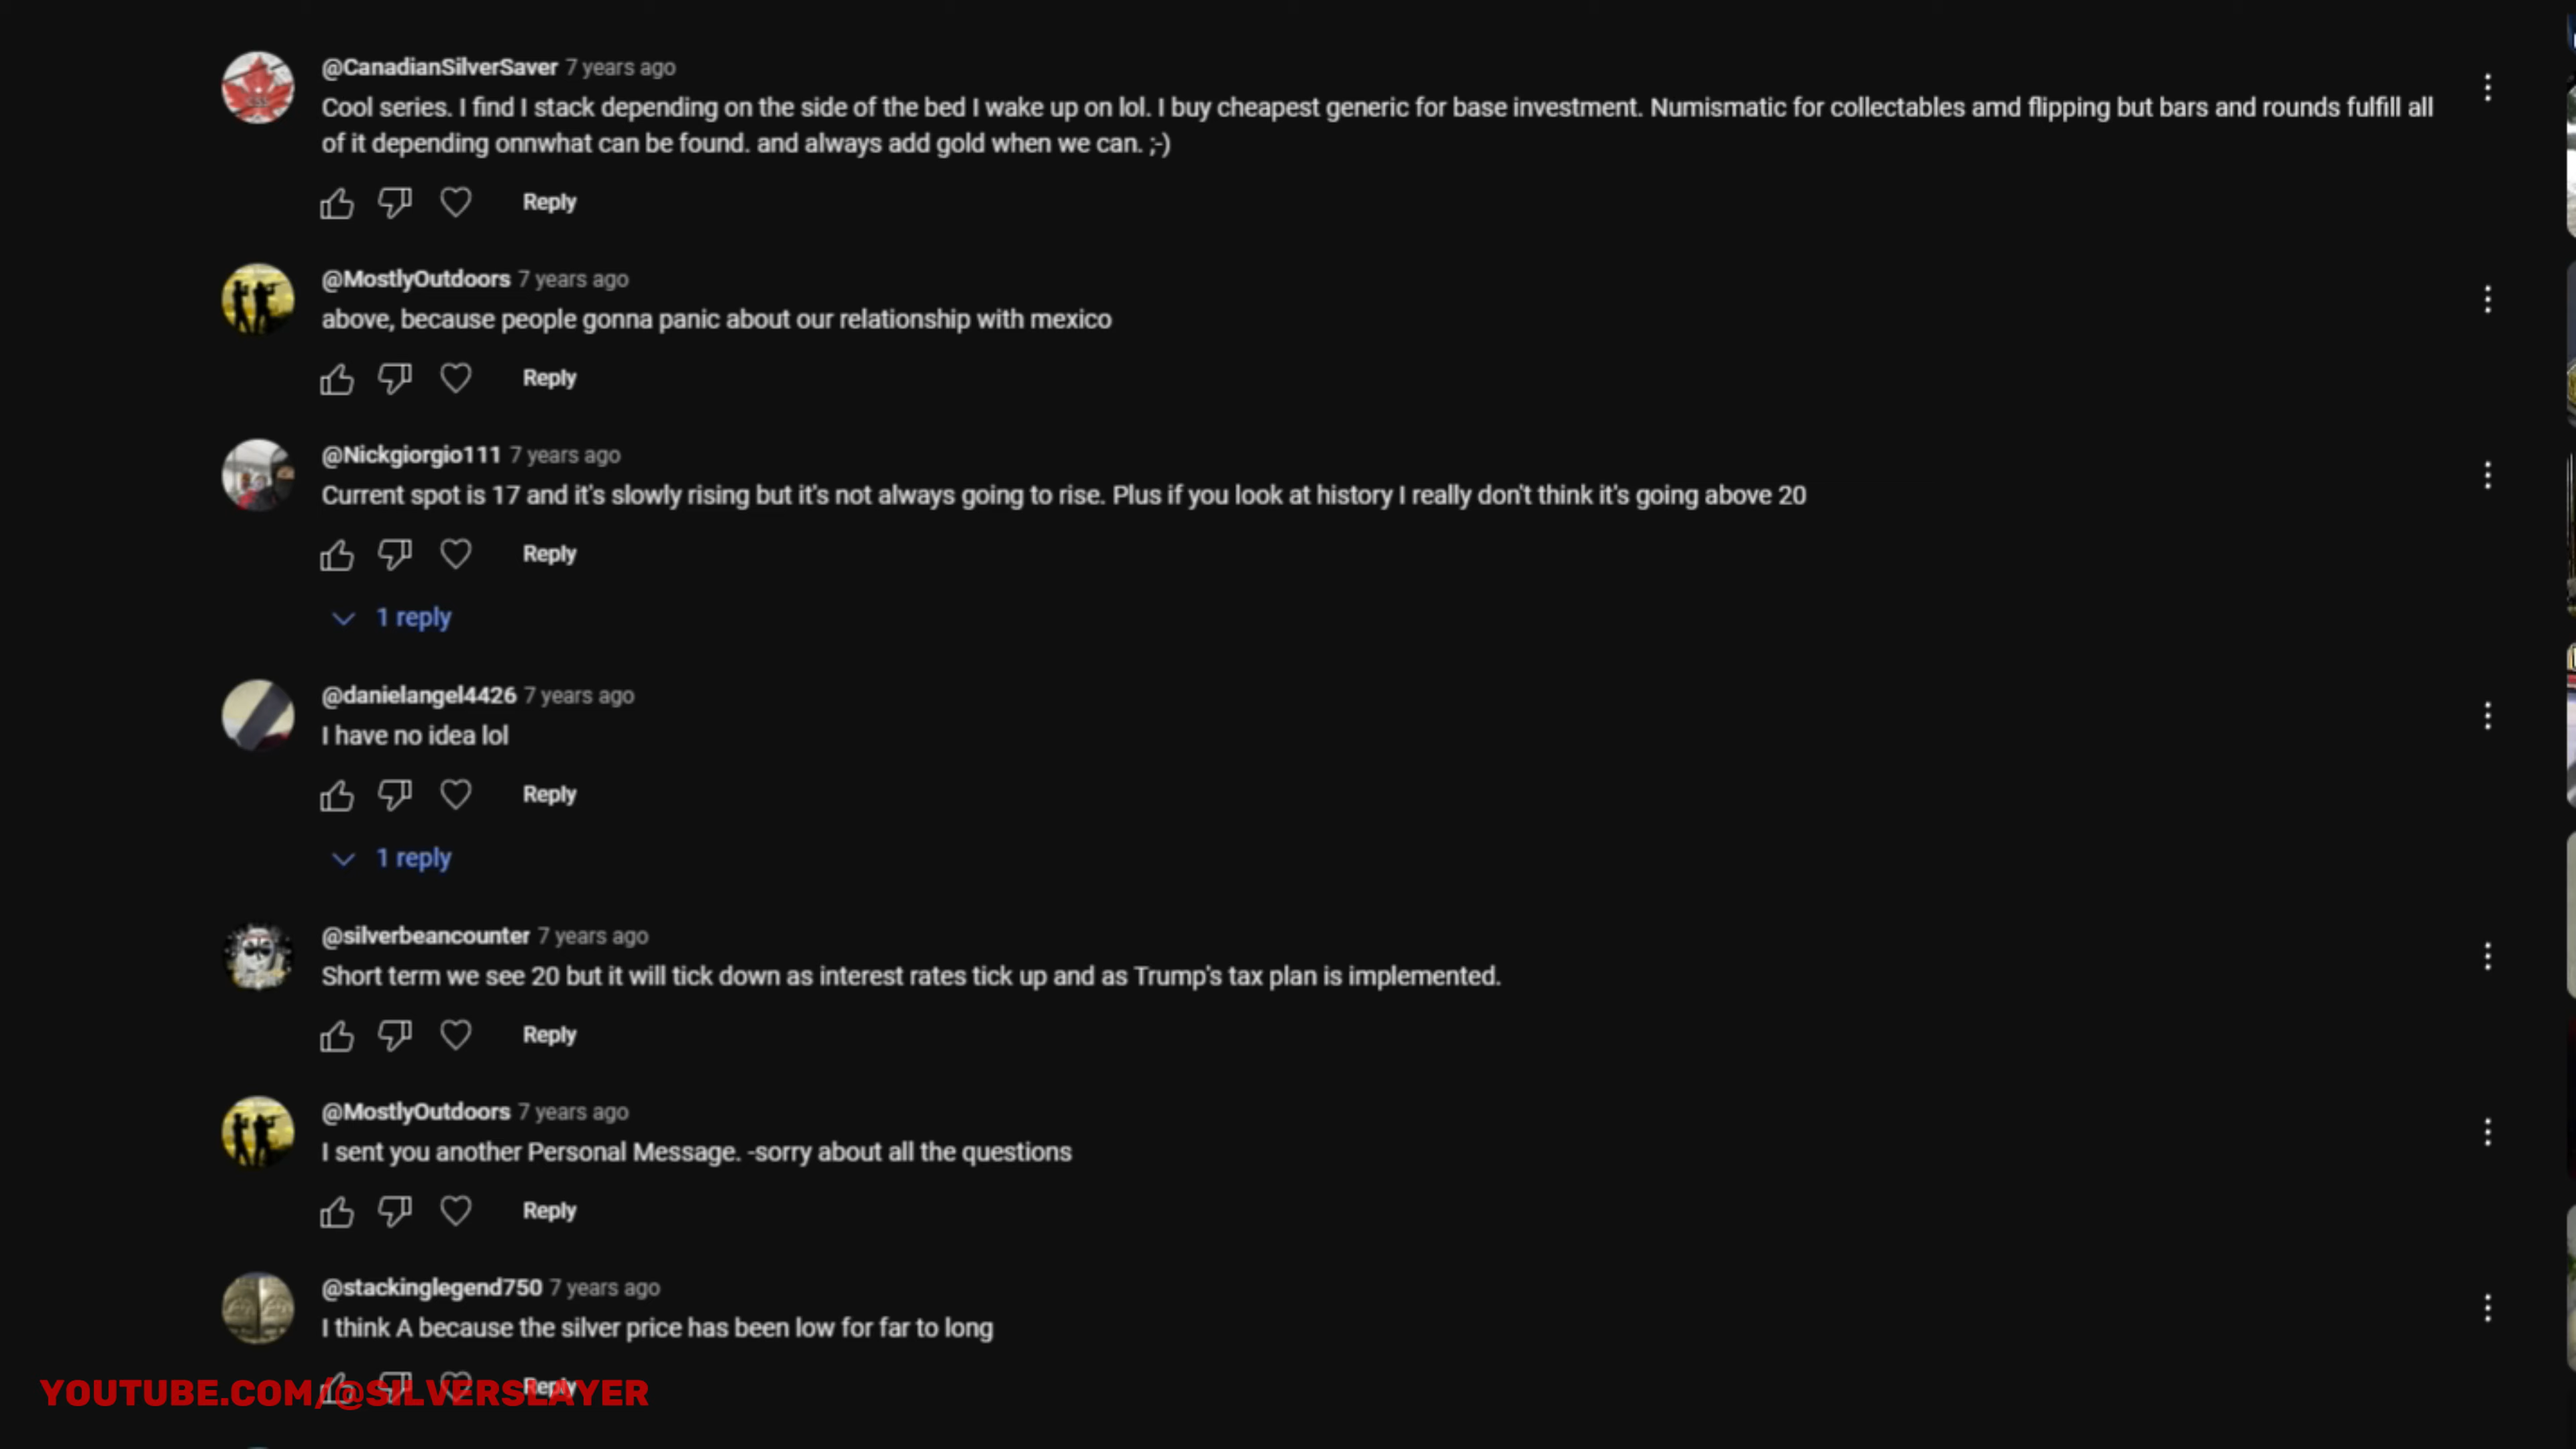 @CanadianSilverSaver 7 years ago
Cool series. I find I stack depending on the side of the bed I wake up on lol. I buy cheapest generic for base investment. Numismatic for collectables amd flipping but bars and rounds fulfill all
of it depending onnwhat can be found. and always add gold when we can. ;-)
Reply
@MostlyOutdoors 7 years ago
above, because people gonna panic about our relationship with mexico
Reply
@Nickgiorgio111 7 years ago
Current spot is 17 and it's slowly rising but it's not always going to rise. Plus if you look at history I really don't think it's going above 20
Reply
1 reply
@danielangel4426 7 years ago
I have no idea lol
Reply
1 reply
@silverbeancounter 7 years ago
Short term we see 20 but it will tick down as interest rates tick up and as Trump's tax plan is implemented.
Reply
@MostlyOutdoors 7 years ago
I sent you another Personal Message. -sorry about all the questions
Reply
@stackinglegend750 7 years ago
I think A because the silver price has been low for far to long
Reply
YOUTUBE.COM/@SILVERSLAYER